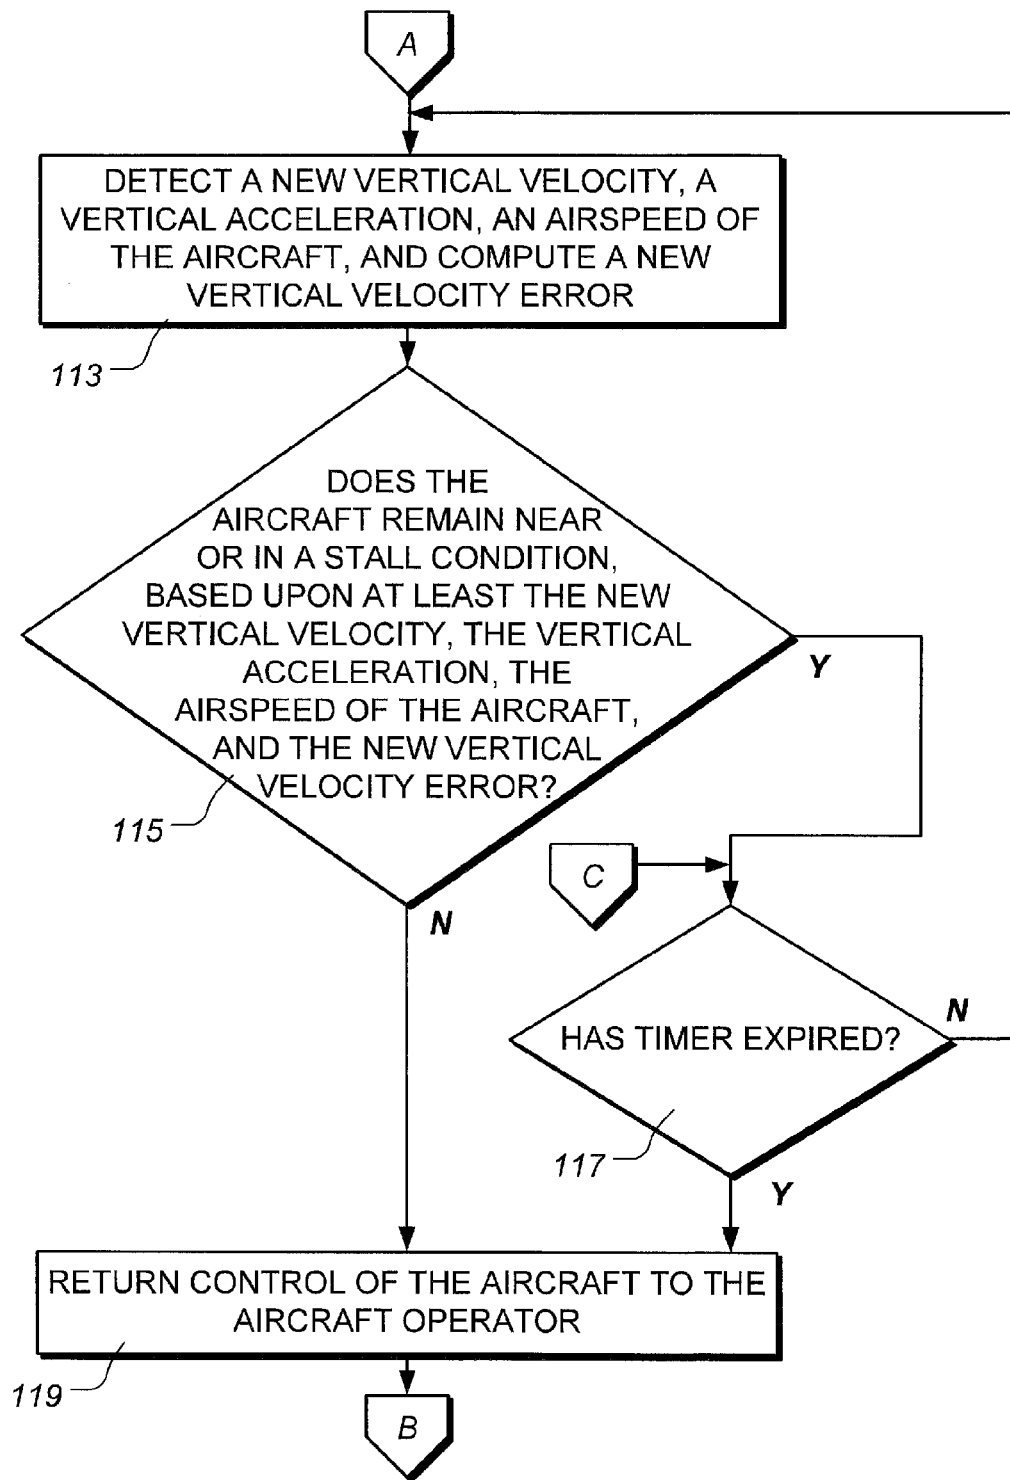 A
DETECT A NEW VERTICAL VELOCITY, A
VERTICAL ACCELERATION, AN AIRSPEED OF
THE AIRCRAFT, AND COMPUTE A NEW
VERTICAL VELOCITY ERROR
113
DOES THE
AIRCRAFT REMAIN NEAR
OR IN A STALL CONDITION,
BASED UPON AT LEAST THE NEW
VERTICAL VELOCITY, THE VERTICAL
ACCELERATION, THE
AIRSPEED OF THE AIRCRAFT,
AND THE NEW VERTICAL
VELOCITY ERROR?
Y
115
C
N
N
HAS TIMER EXPIRED?
117
Y
RETURN CONTROL OF THE AIRCRAFT TO THE
AIRCRAFT OPERATOR
119
B